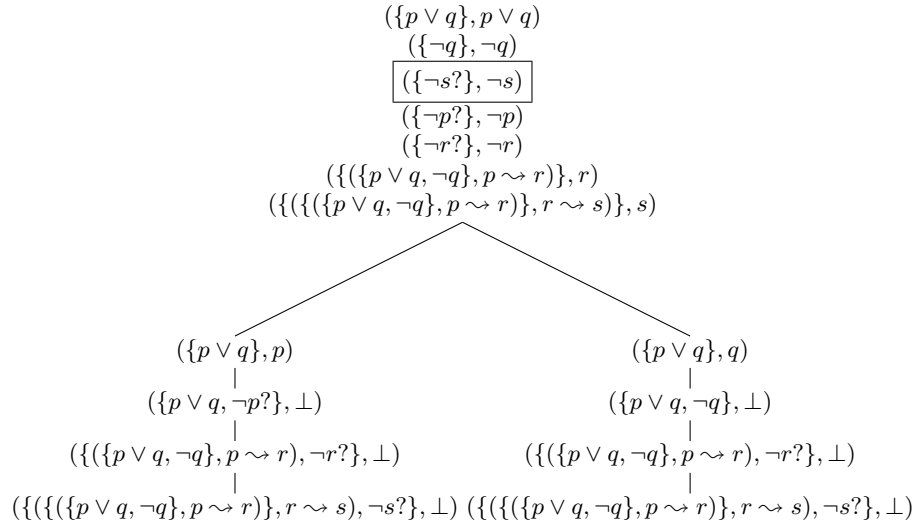 ({p ∨ q}, p ∨ q)
({¬q}, ¬q)
({¬s?}, ¬s)
({¬p?}, ¬p)
({¬r?}, ¬r)
({({p ∨ q, ¬q}, p ⇝ r)}, r)
({({({p ∨ q, ¬q}, p ⇝ r)}, r ⇝ s)}, s)
({p ∨ q}, p) ({p ∨ q}, q)
({p ∨ q, ¬p?}, ⊥) ({p ∨ q, ¬q}, ⊥)
({({p ∨ q, ¬q}, p ⇝ r), ¬r?}, ⊥) ({({p ∨ q, ¬q}, p ⇝ r), ¬r?}, ⊥)
({({({p ∨ q, ¬q}, p ⇝ r)}, r ⇝ s), ¬s?}, ⊥) ({({({p ∨ q, ¬q}, p ⇝ r)}, r ⇝ s), ¬s?}, ⊥)